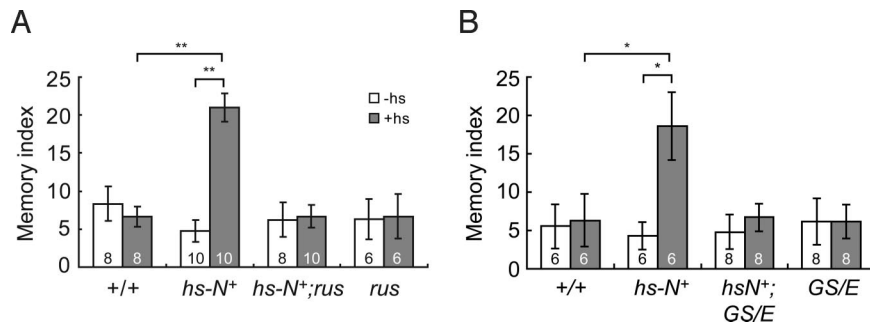 A
**
**
25
20
15
10
5
0
Memory index
-hs
+hs
8 8 10 10 8 10 6 6
+/+ hs-N+ hs-N+;rus rus
B
*
*
25
20
15
10
5
0
Memory index
6 6 6 6 8 8 8 8
+/+ hs-N+ hsN+; GS/E
GS/E